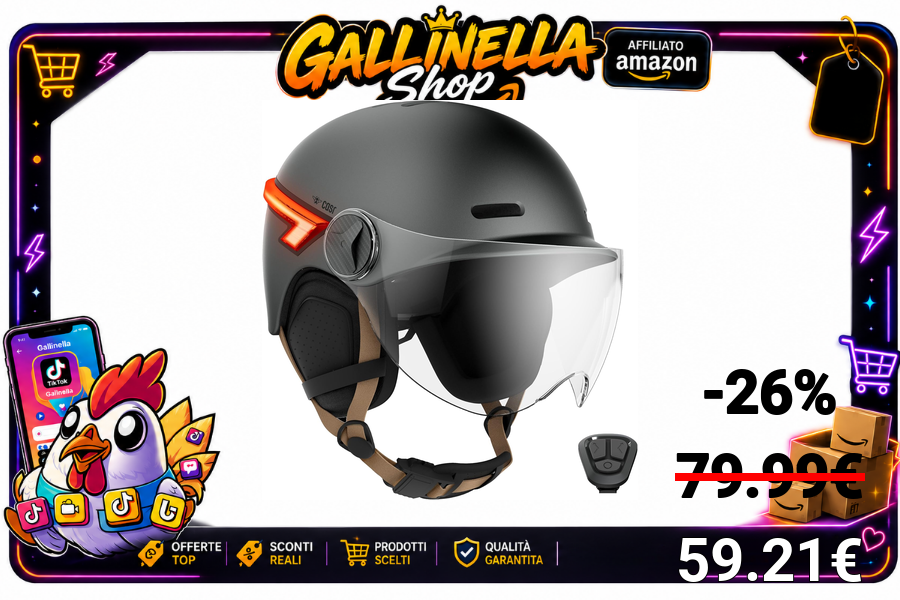 GALLINELLA
Shop
AFFILIATO
amazon
COSI
Gallinella
TikTok
Gallinella
-26%
79.99€
59.21€
OFFERTE
TOP
SCONTI
REALI
PRODOTTI
SCELTI
QUALITÀ
GARANTITA